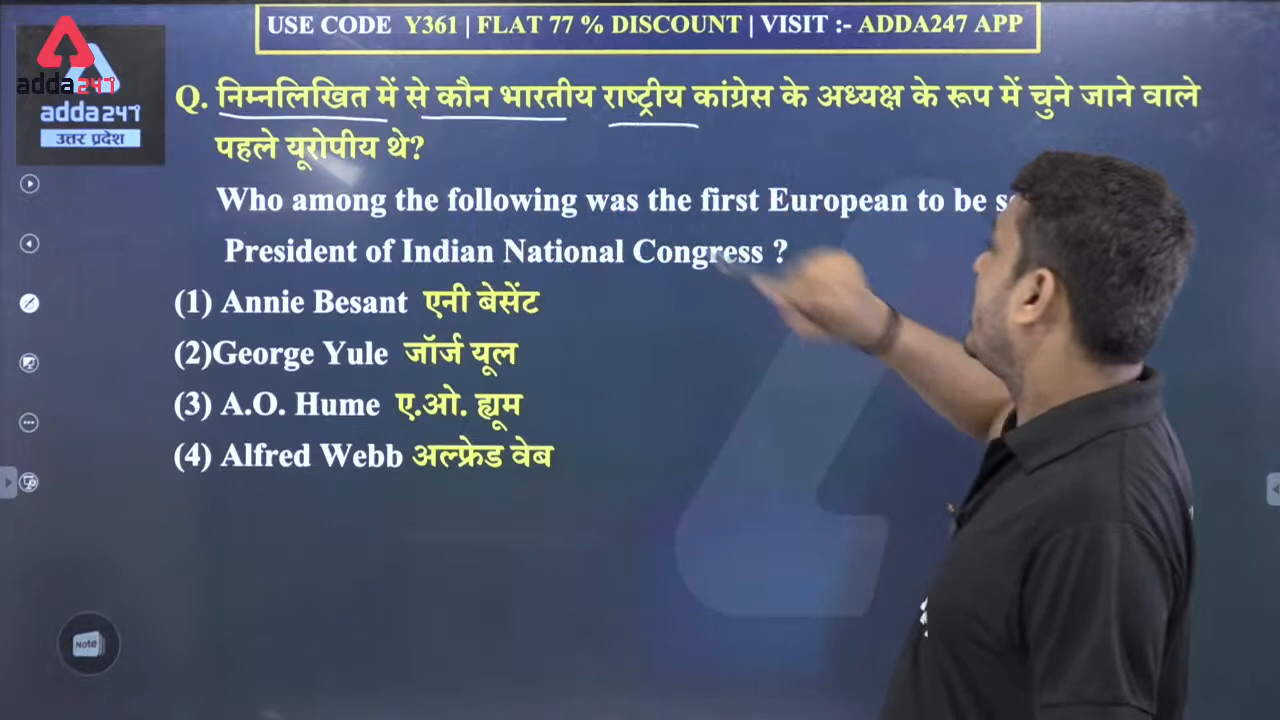 USE CODE Y361 | FLAT 77 % DISCOUNT | VISIT :- ADDA247 APP
adda247
adda247
उत्तर प्रदेश
Q. निम्नलिखित में से कौन भारतीय राष्ट्रीय कांग्रेस के अध्यक्ष के रूप में चुने जाने वाले
पहले यूरोपीय थे?
Who among the following was the first European to be
President of Indian National Congress ?
(1) Annie Besant एनी बेसेंट
(2)George Yule जॉर्ज यूल
(3) A.O. Hume ए.ओ. ह्यूम
(4) Alfred Webb अल्फ्रेड वेब
Note